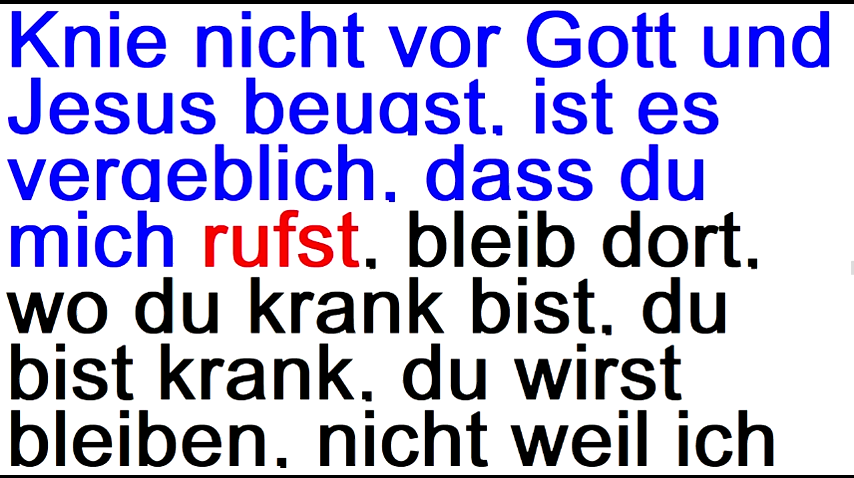 Knie nicht vor Gott und
Jesus beugst, ist es
vergeblich, dass du
mich rufst, bleib dort,
wo du krank bist, du
bist krank, du wirst
bleiben, nicht weil ich